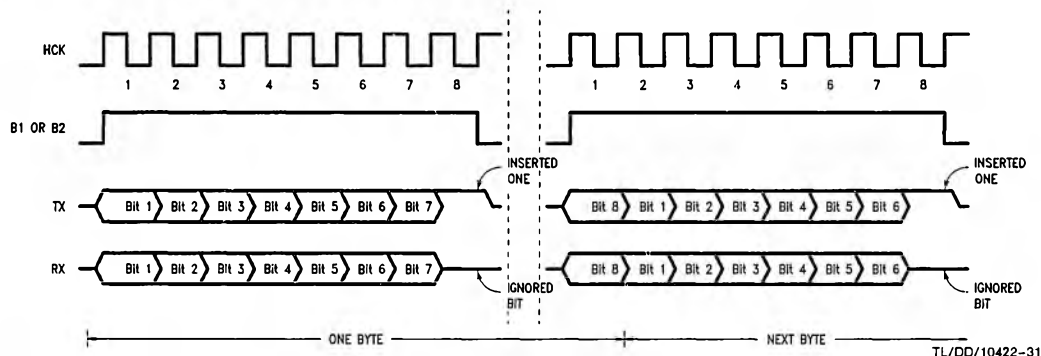 HCK
1 2 3 4 5 6 7 8 1 2 3 4 5 6 7 8
B1 OR B2
INSERTED ONE INSERTED ONE
TX Bit 1 Bit 2 Bit 3 Bit 4 Bit 5 Bit 6 Bit 7 Bit 8 Bit 1 Bit 2 Bit 3 Bit 4 Bit 5 Bit 6
RX Bit 1 Bit 2 Bit 3 Bit 4 Bit 5 Bit 6 Bit 7 Bit 8 Bit 1 Bit 2 Bit 3 Bit 4 Bit 5 Bit 6
IGNORED BIT IGNORED BIT
ONE BYTE NEXT BYTE
TL/DD/10422-31